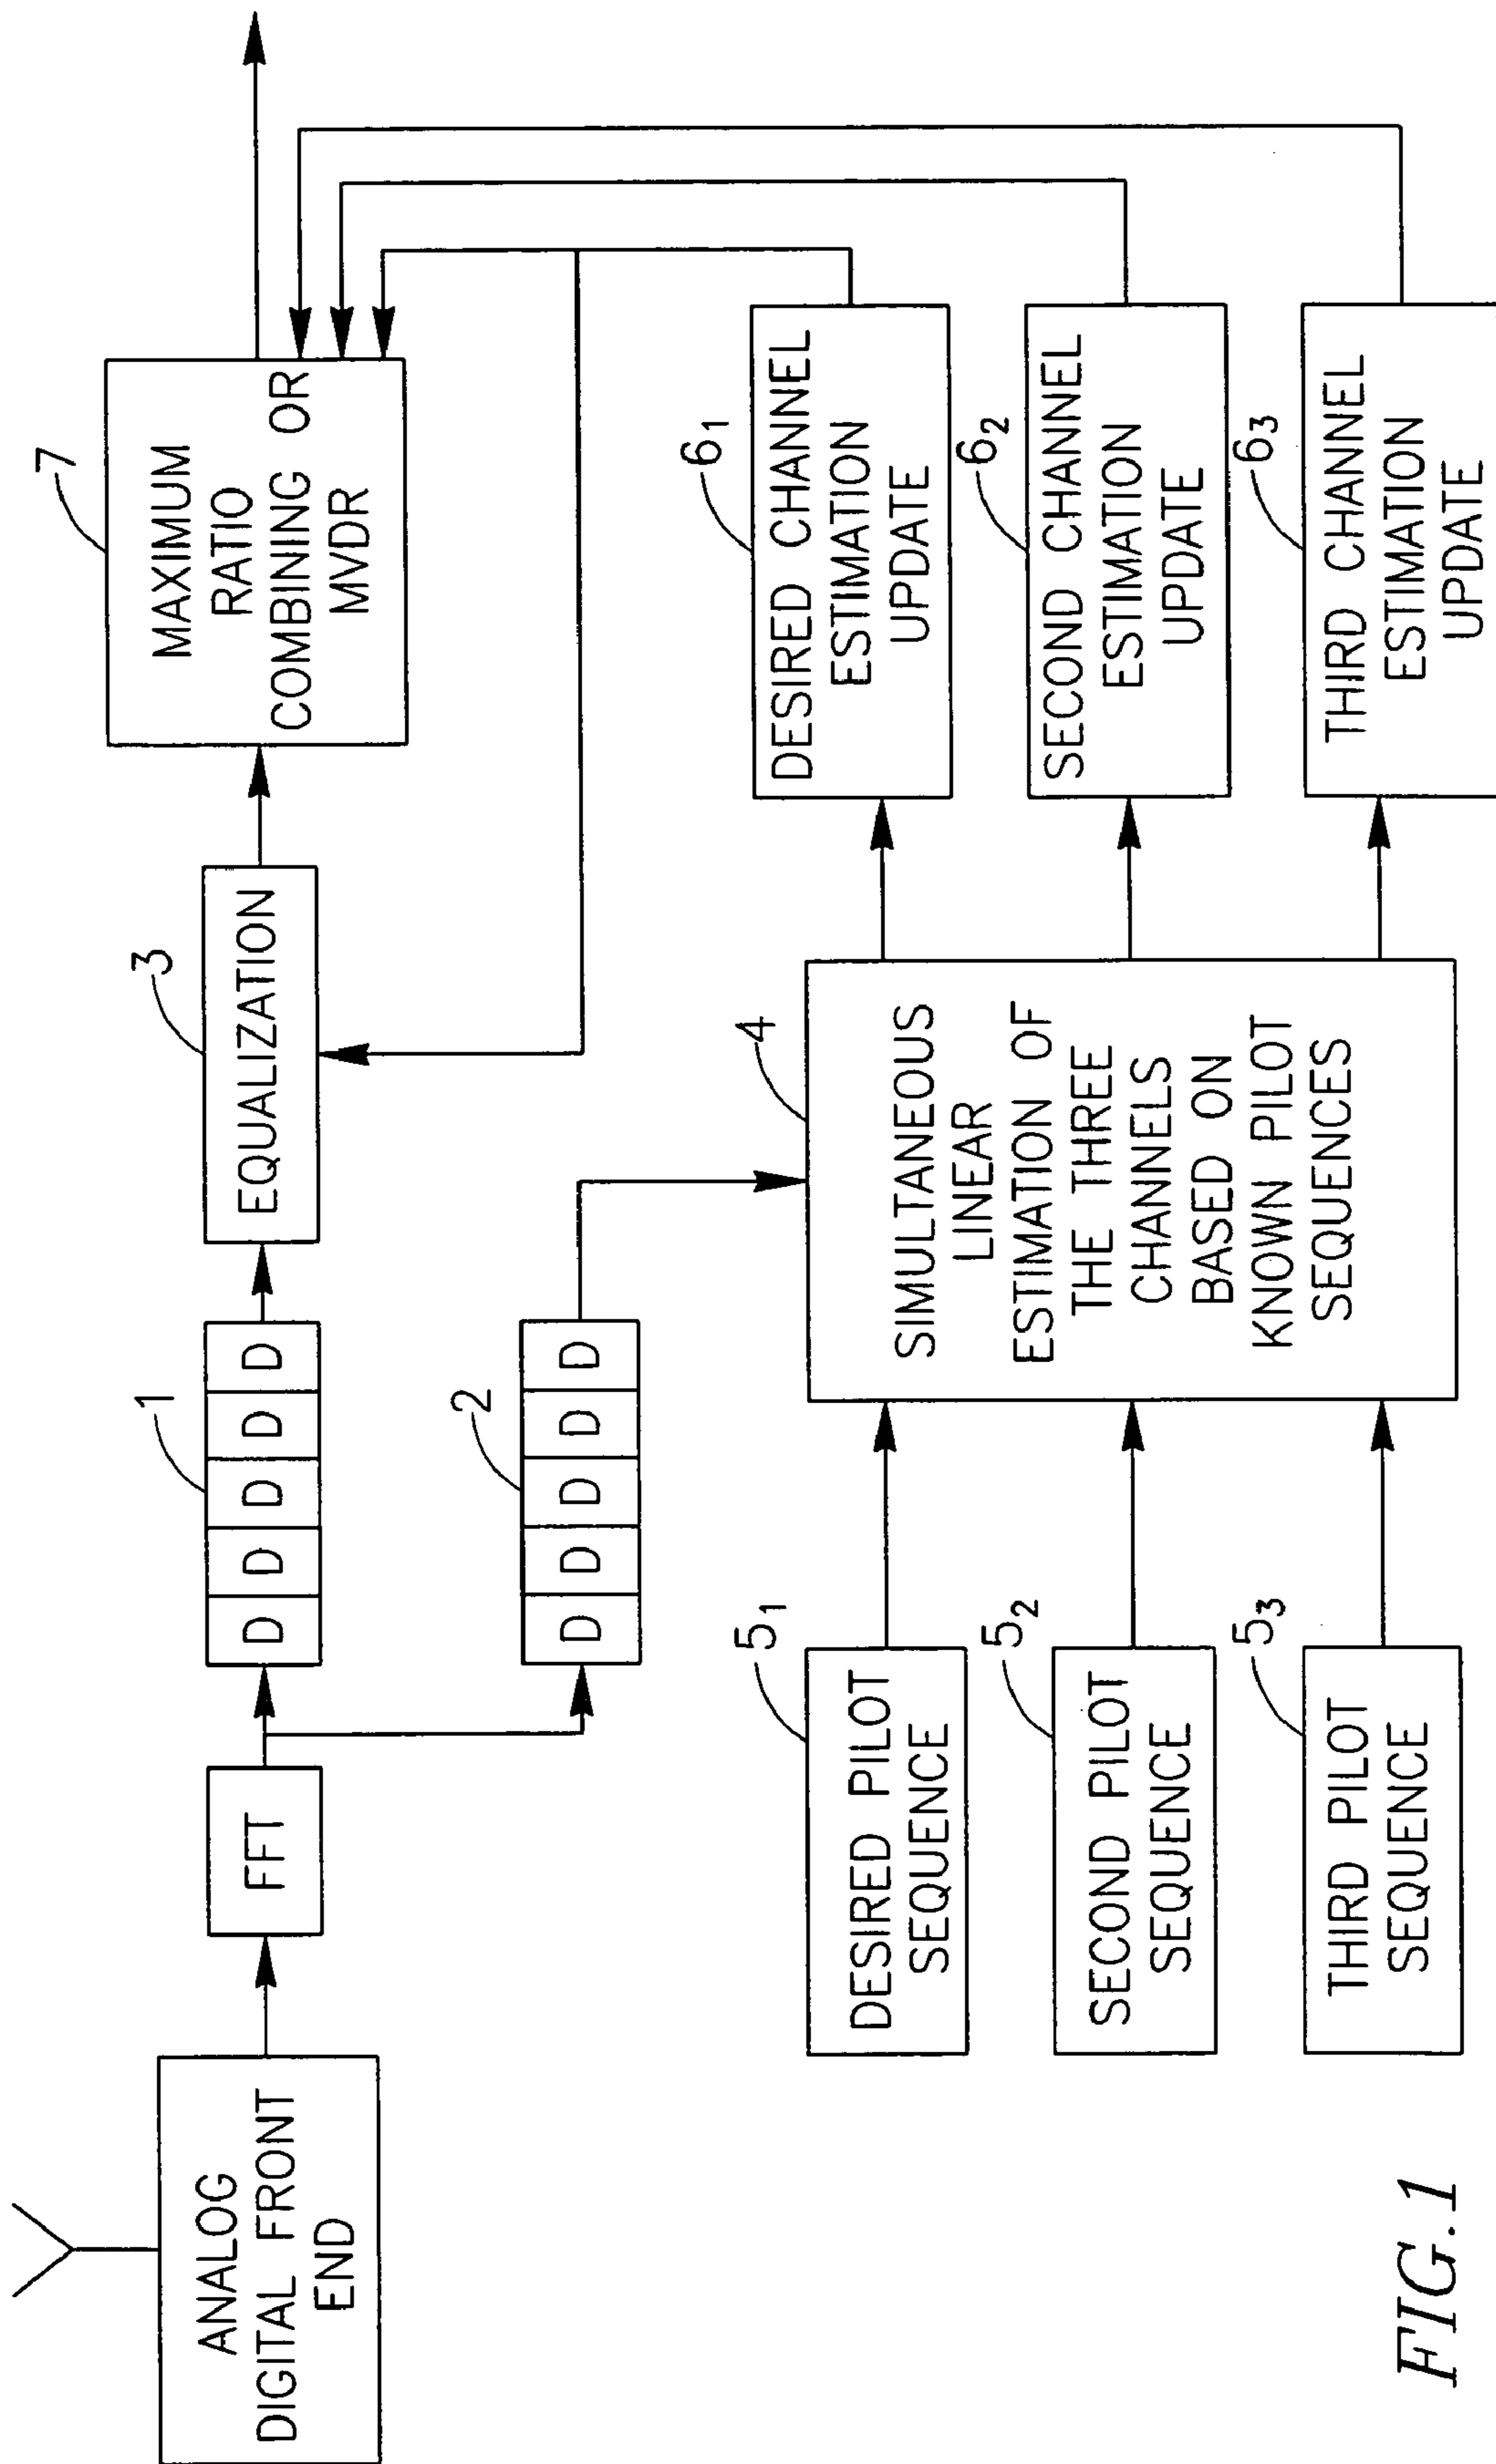 ANALOG
DIGITAL FRONT
END
FFT
1
D D D D D
2
D D D D D
3
EQUALIZATION
7
MAXIMUM
RATIO
COMBINING OR
MVDR
5₁
DESIRED PILOT
SEQUENCE
5₂
SECOND PILOT
SEQUENCE
5₃
THIRD PILOT
SEQUENCE
4
SIMULTANEOUS
LINEAR
ESTIMATION OF
THE THREE
CHANNELS
BASED ON
KNOWN PILOT
SEQUENCES
6₁
DESIRED CHANNEL
ESTIMATION
UPDATE
6₂
SECOND CHANNEL
ESTIMATION
UPDATE
6₃
THIRD CHANNEL
ESTIMATION
UPDATE
FIG.1